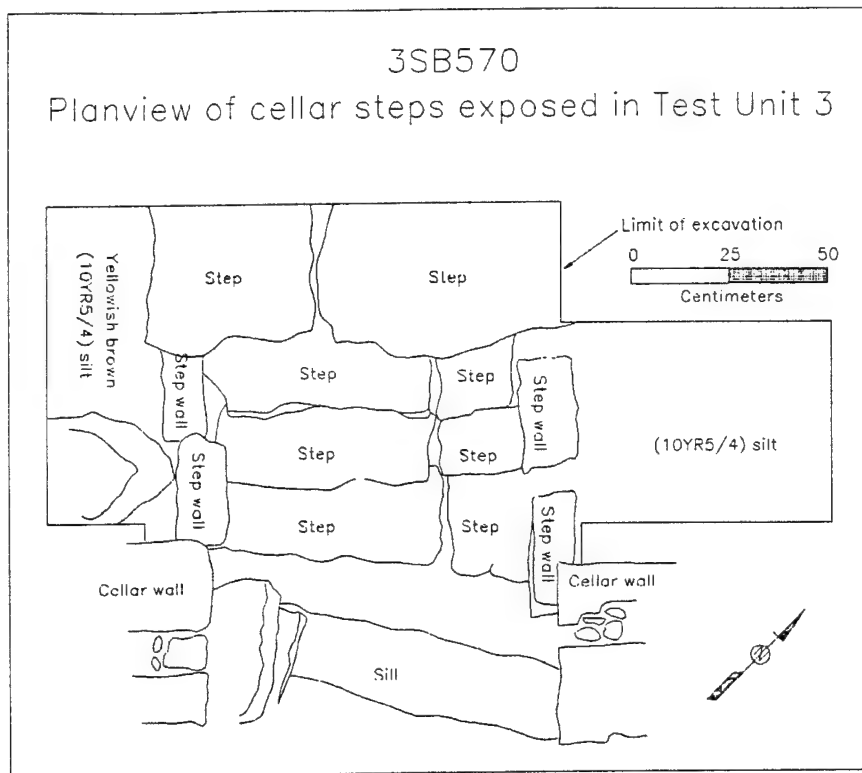 3SB570
Planview of cellar steps exposed in Test Unit 3
Limit of excavation
0 25 50
Centimeters
Yellowish brown
(10YR5/4) silt
Step
Step
Step wall
Step
Step
Step wall
Step wall
Step
Step
(10YR5/4) silt
Step
Step
Step wall
Cellar wall
Cellar wall
Sill
N